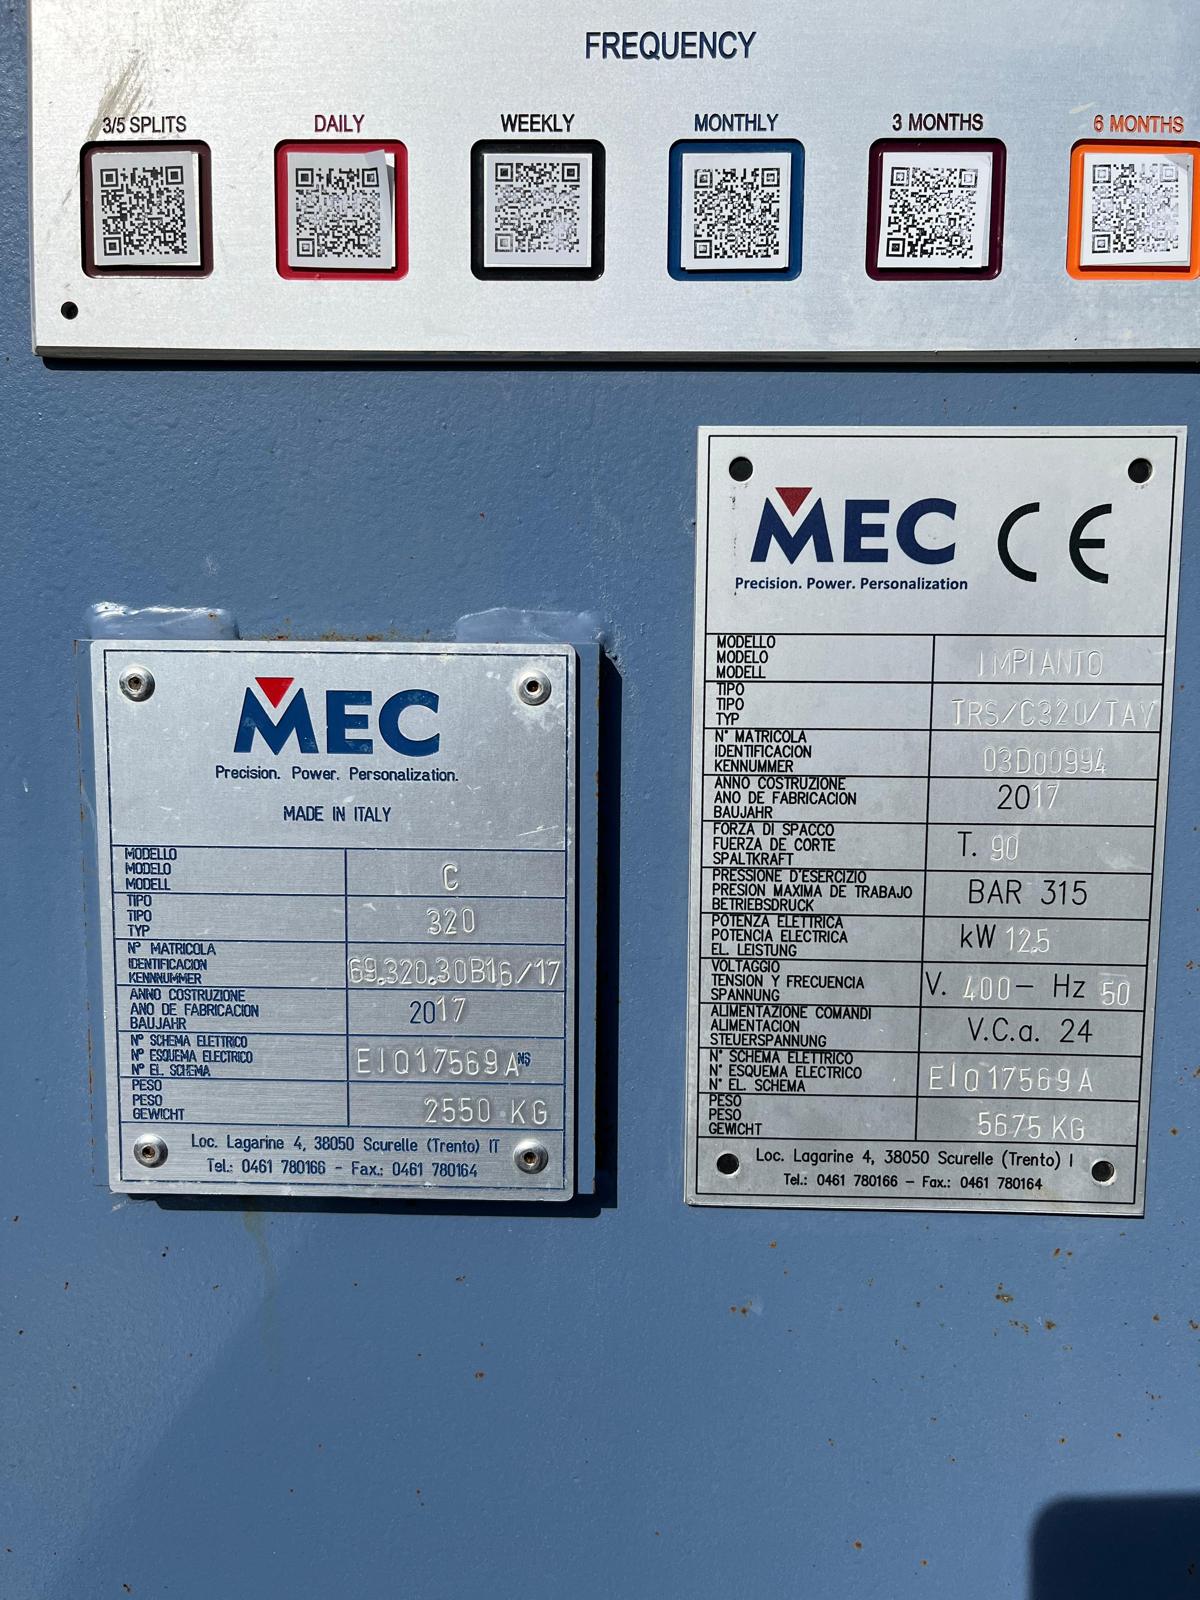 FREQUENCY
3/5 SPLITS DAILY WEEKLY MONTHLY 3 MONTHS 6 MONTHS
MEC
Precision. Power. Personalization.
MADE IN ITALY
MODELLO
MODELO
MODELL
C
TIPO
TIPO
TYP
320
N° MATRICOLA
IDENTIFICACION
KENNNUMMER
69.320.30B16/17
ANNO COSTRUZIONE
ANO DE FABRICACION
BAUJAHR
2017
N° SCHEMA ELETTRICO
N° ESQUEMA ELECTRICO
N° EL. SCHEMA
EIQ17569A NS
PESO
PESO
GEWICHT
2550 KG
Loc. Lagarine 4, 38050 Scurelle (Trento) IT
Tel.: 0461 780166 - Fax.: 0461 780164
MEC CE
Precision. Power. Personalization
MODELLO
MODELO
MODELL
IMPIANTO
TIPO
TIPO
TYP
TRS/C320/TAV
N° MATRICOLA
IDENTIFICACION
KENNUMMER
03D00994
ANNO COSTRUZIONE
ANO DE FABRICACION
BAUJAHR
2017
FORZA DI SPACCO
FUERZA DE CORTE
SPALTKRAFT
T. 90
PRESSIONE D'ESERCIZIO
PRESION MAXIMA DE TRABAJO
BETRIEBSDRUCK
BAR 315
POTENZA ELETTRICA
POTENCIA ELECTRICA
EL. LEISTUNG
kW 12,5
VOLTAGGIO
TENSION Y FRECUENCIA
SPANNUNG
V. 400 - Hz 50
ALIMENTAZIONE COMANDI
ALIMENTACION
STEUERSPANNUNG
V.C.a. 24
N° SCHEMA ELETTRICO
N° ESQUEMA ELECTRICO
N° EL. SCHEMA
EIQ17569A
PESO
PESO
GEWICHT
5675 KG
Loc. Lagarine 4, 38050 Scurelle (Trento) I
Tel.: 0461 780166 - Fax.: 0461 780164